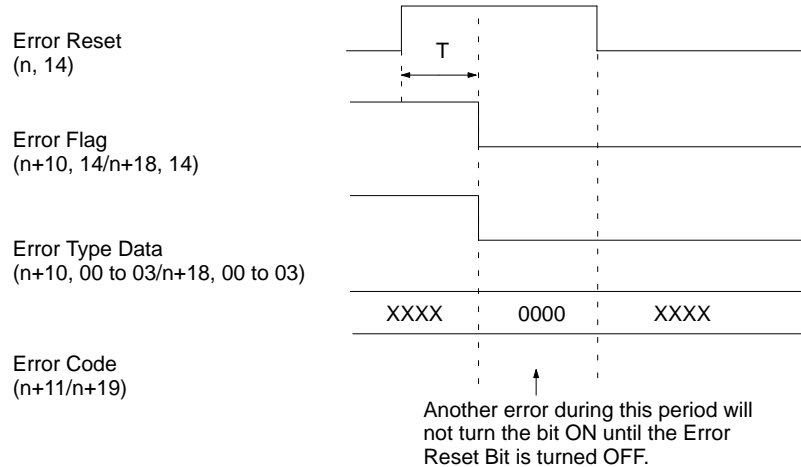 Error Reset
(n, 14)
T
Error Flag
(n+10, 14/n+18, 14)
Error Type Data
(n+10, 00 to 03/n+18, 00 to 03)
XXXX 0000 XXXX
Error Code
(n+11/n+19)
Another error during this period will
not turn the bit ON until the Error
Reset Bit is turned OFF.